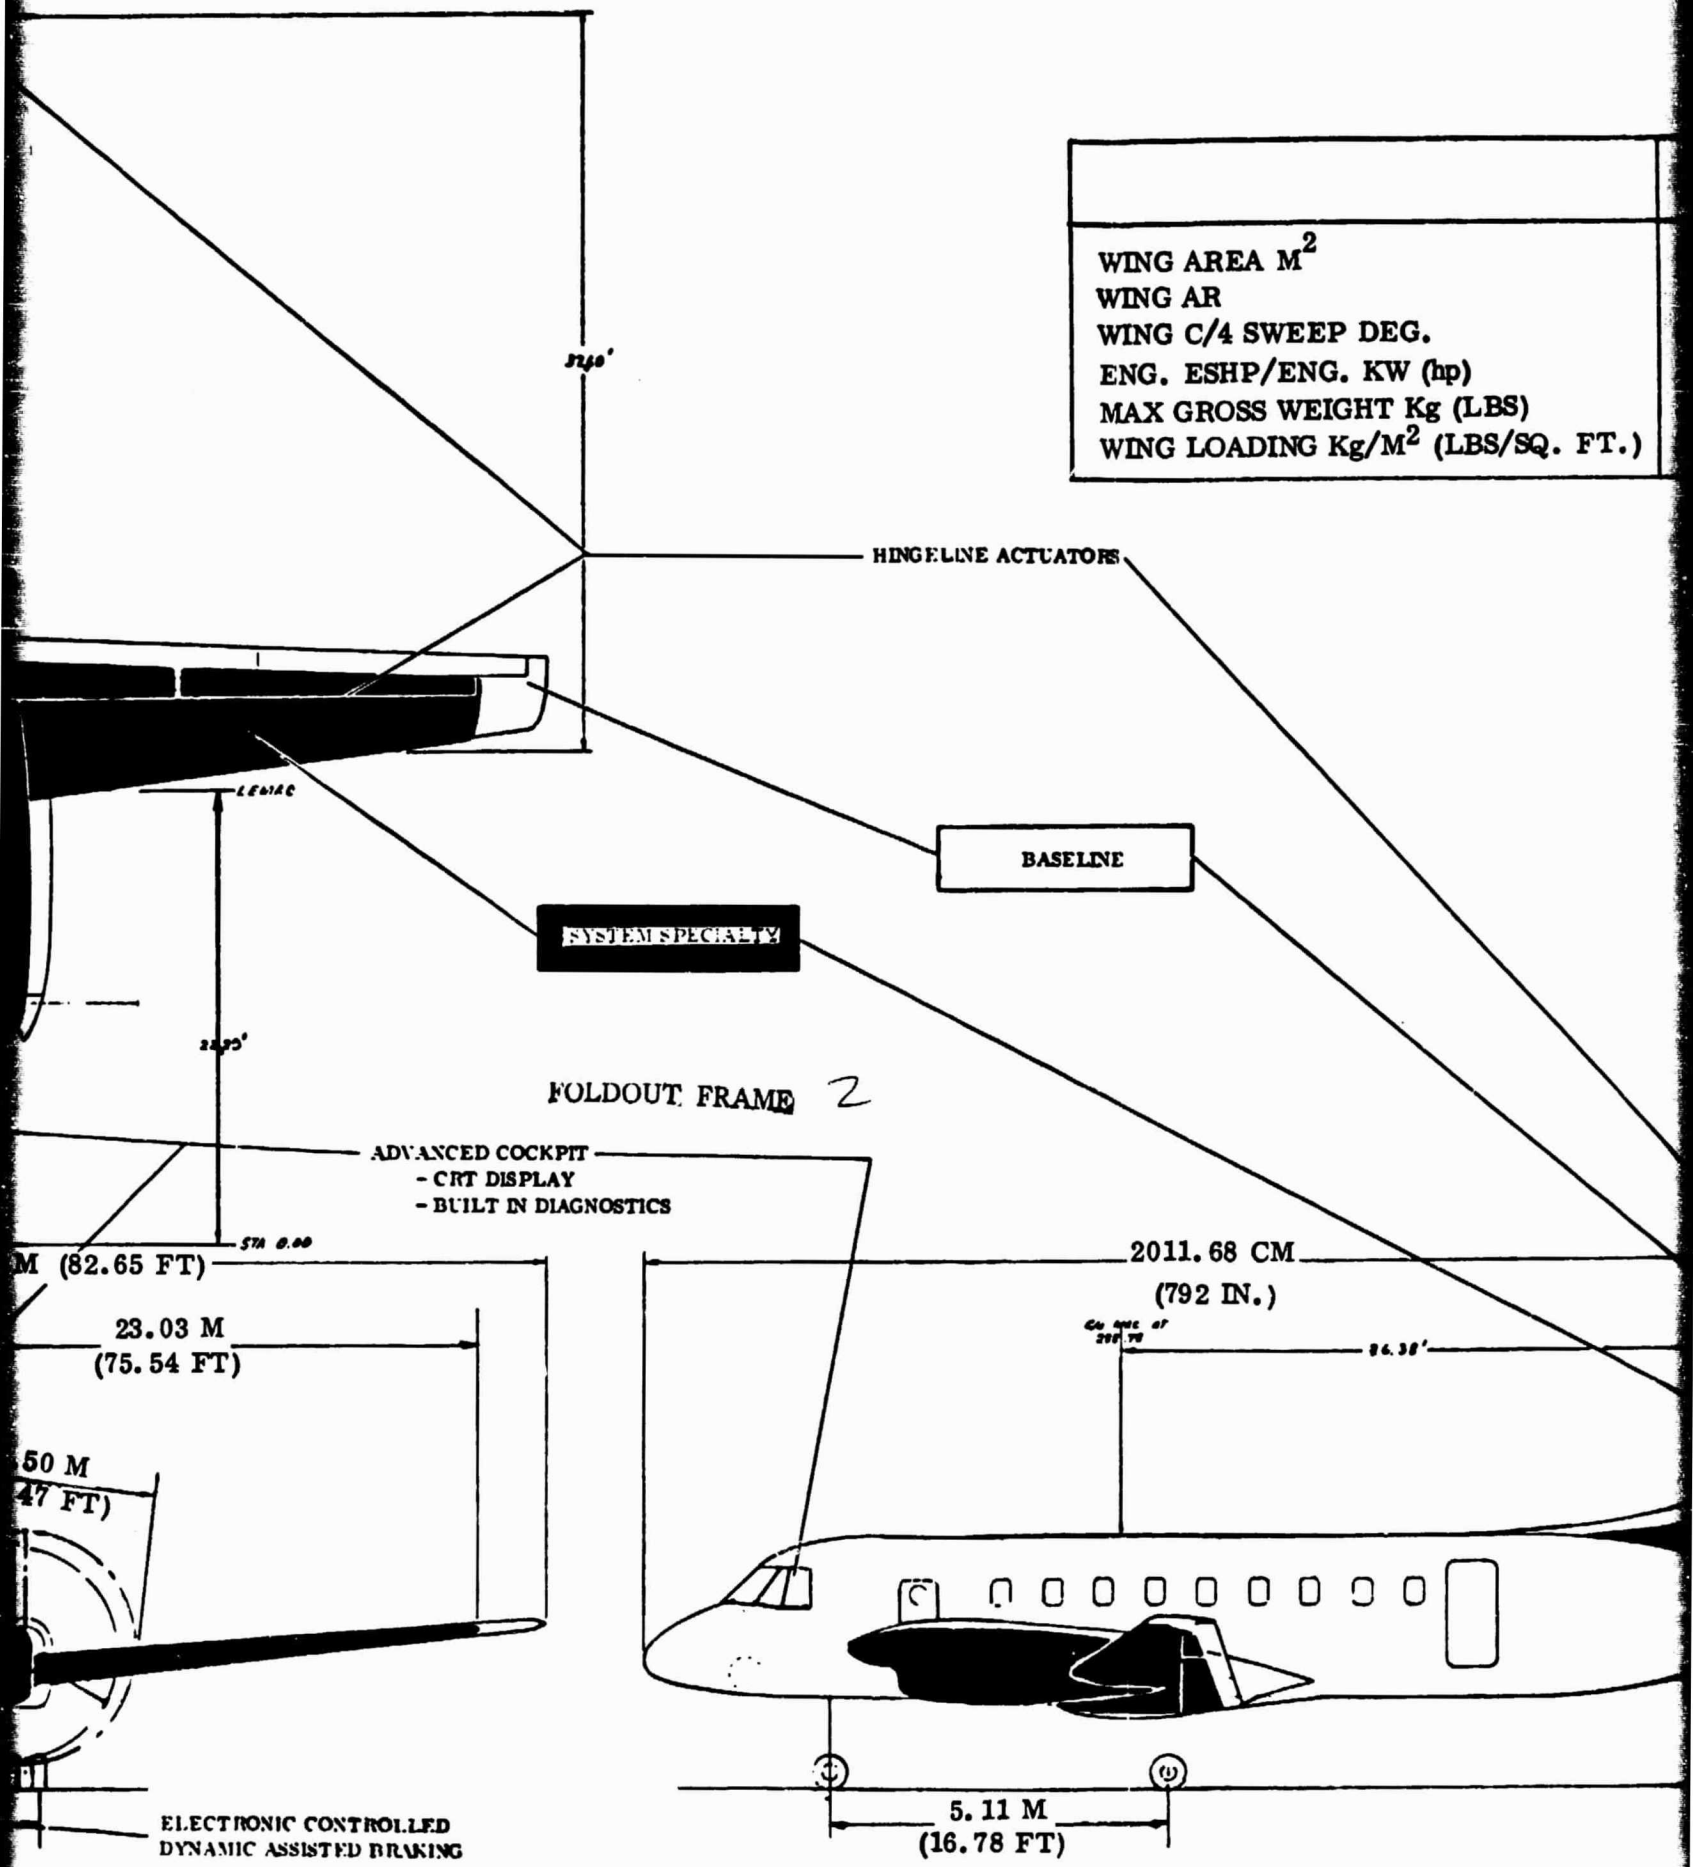 WING AREA M²
WING AR
WING C/4 SWEEP DEG.
ENG. ESHP/ENG. KW (hp)
MAX GROSS WEIGHT Kg (LBS)
WING LOADING Kg/M² (LBS/SQ. FT.)
HINGELINE ACTUATORS
BASELINE
SYSTEM SPECIALTY
FOLDOUT FRAME 2
ADVANCED COCKPIT
- CRT DISPLAY
- BUILT IN DIAGNOSTICS
STA 0.00
M (82.65 FT)
2011.68 CM
(792 IN.)
23.03 M
(75.54 FT)
50 M
47 FT)
ELECTRONIC CONTROLLED
DYNAMIC ASSISTED BRAKING
5.11 M
(16.78 FT)